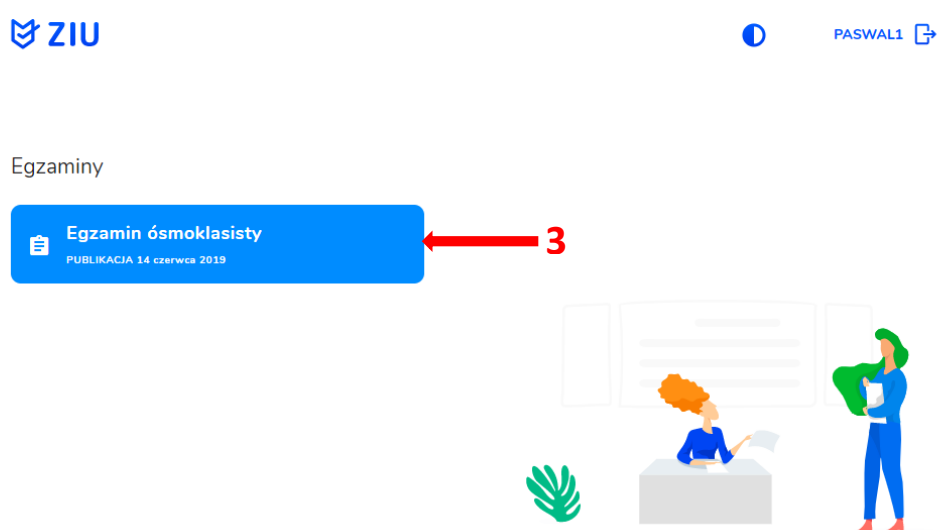 ZIU
PASWAL1
Egzaminy
Egzamin ósmoklasisty
PUBLIKACJA 14 czerwca 2019
3